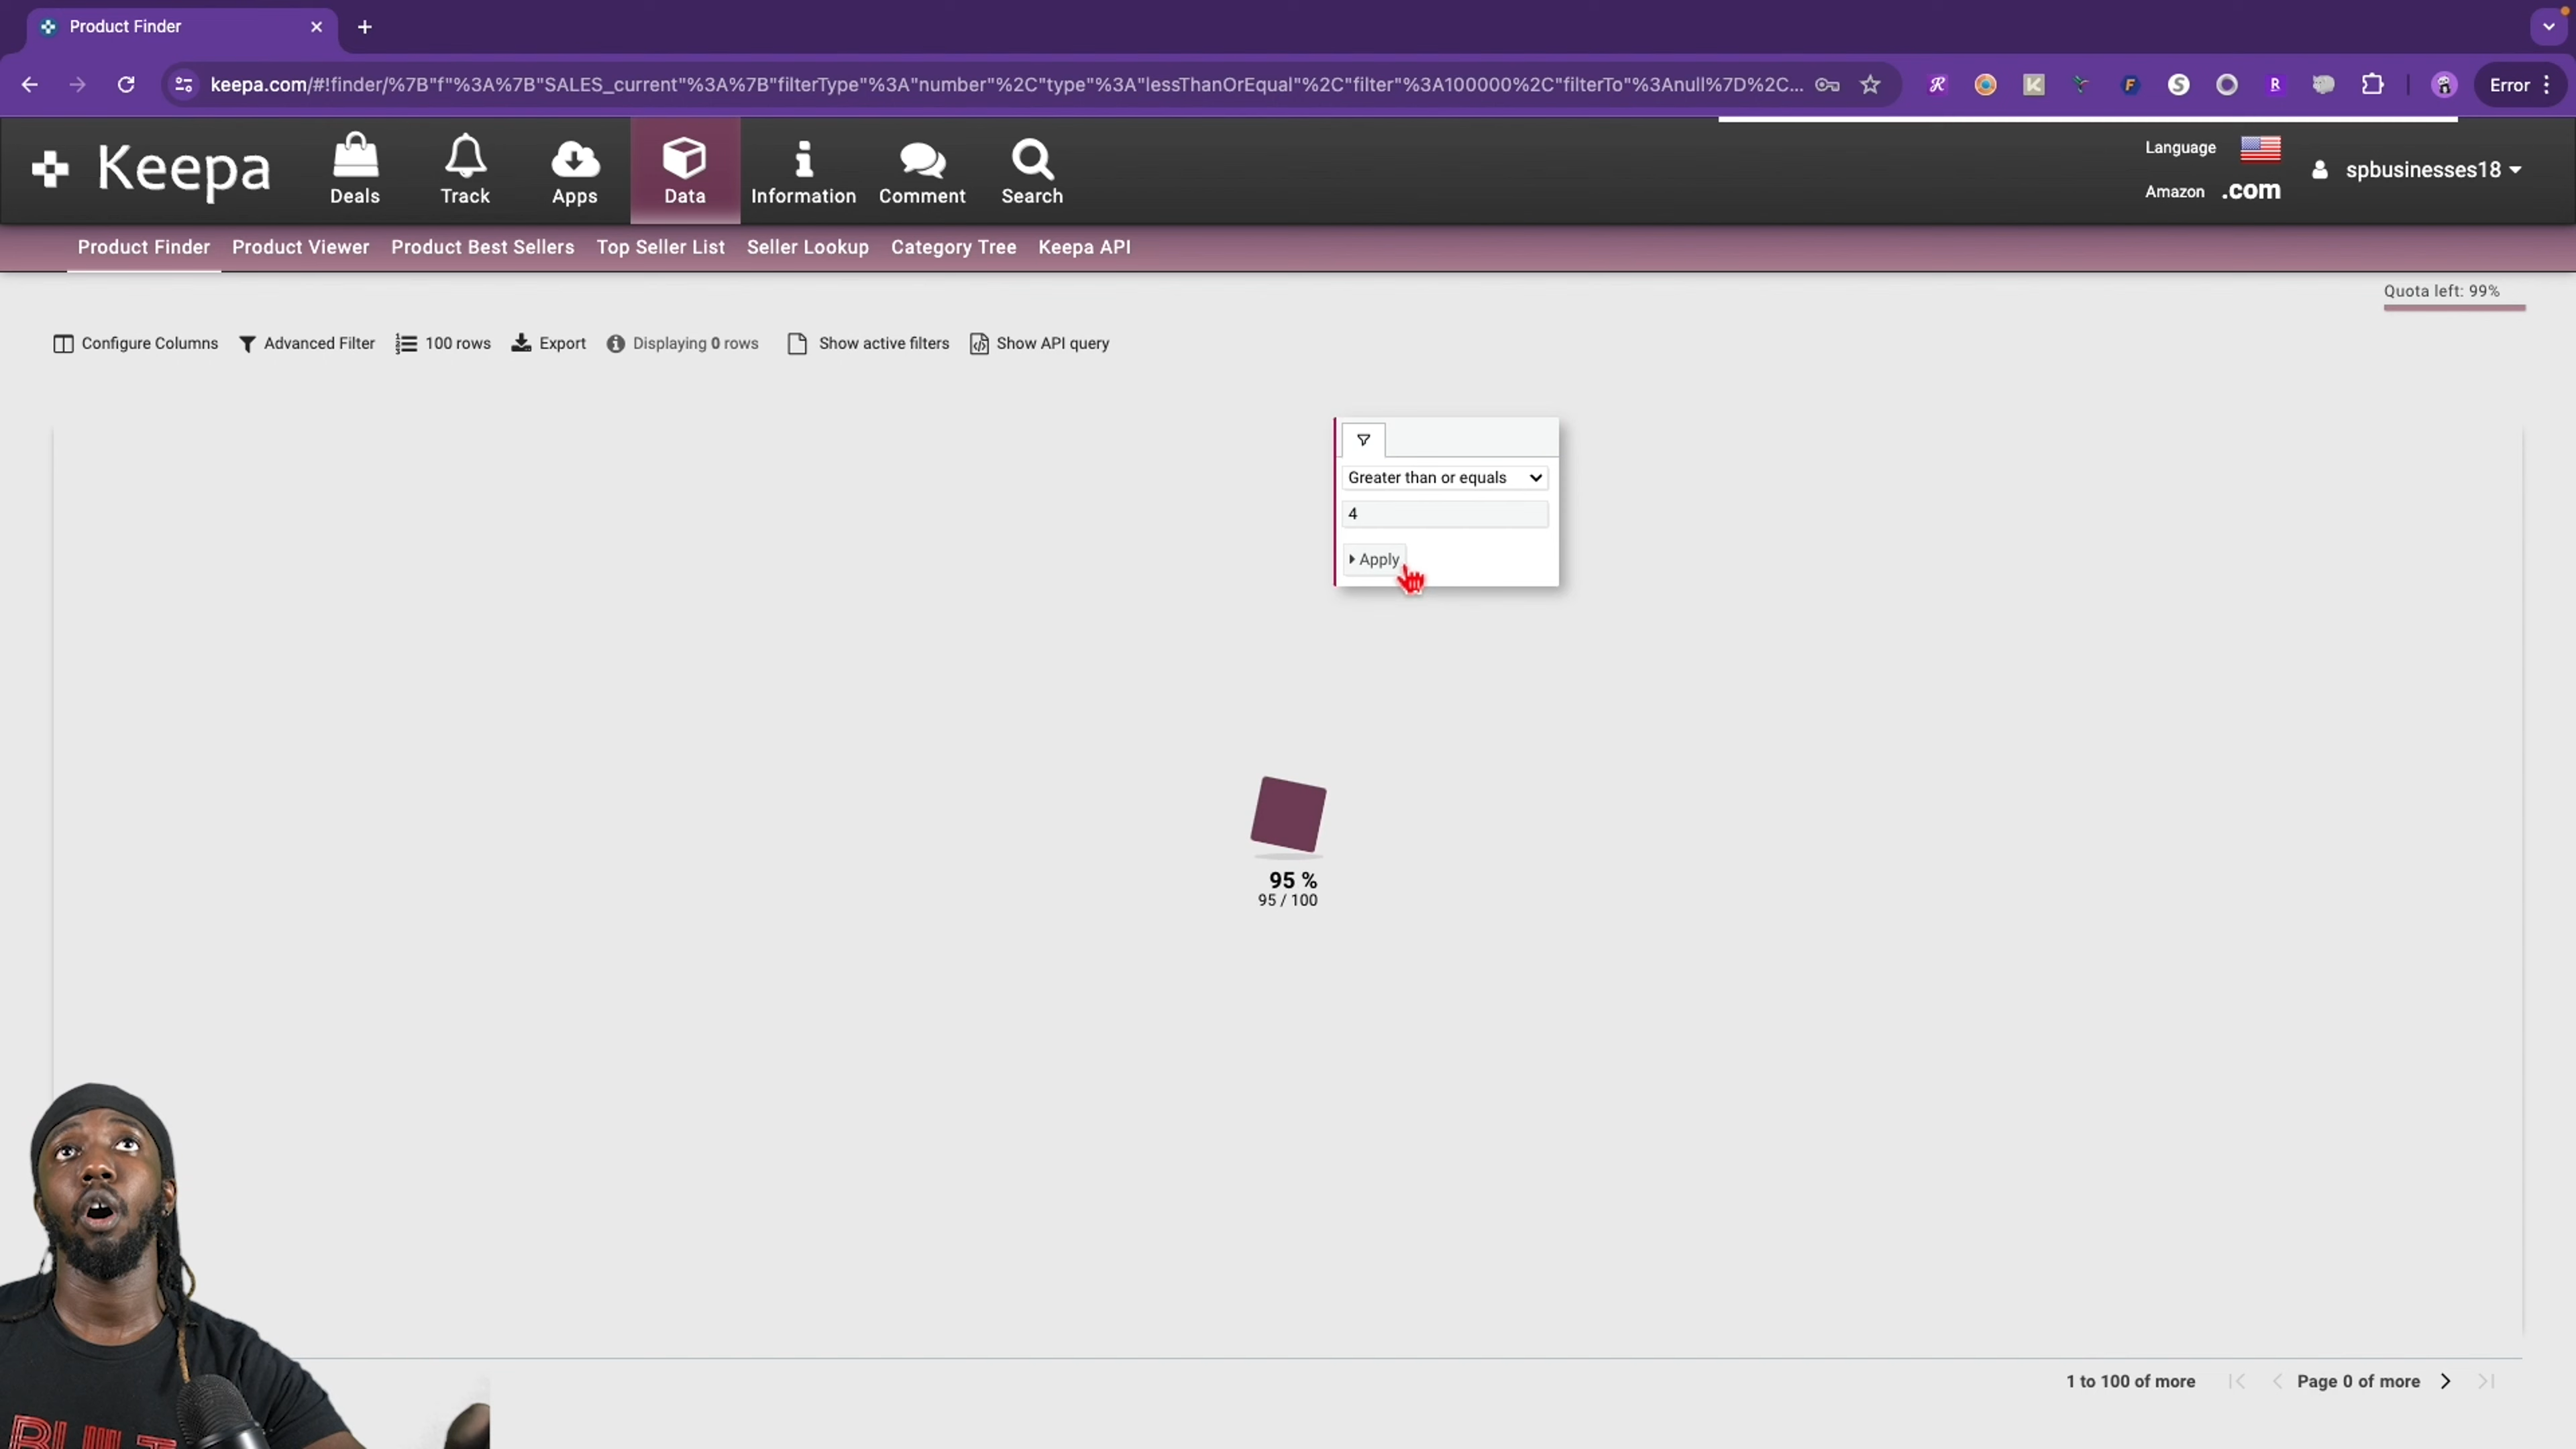 Product Finder
keepa.com/#!finder/%7B"f"%3A%7B"SALES_current"%3A%7B"filterType"%3A"number"%2C"type"%3A"lessThanOrEqual"%2C"filter"%3A100000%2C"filterTo"%3Anull%7D%2C...
Error
Keepa
Deals
Track
Apps
Data
Information
Comment
Search
Language
Amazon .com
spbusinesses18
Product Finder Product Viewer Product Best Sellers Top Seller List Seller Lookup Category Tree Keepa API
Quota left: 99%
Configure Columns Advanced Filter 100 rows Export Displaying 0 rows Show active filters Show API query
Greater than or equals
4
Apply
95 %
95 / 100
1 to 100 of more Page 0 of more